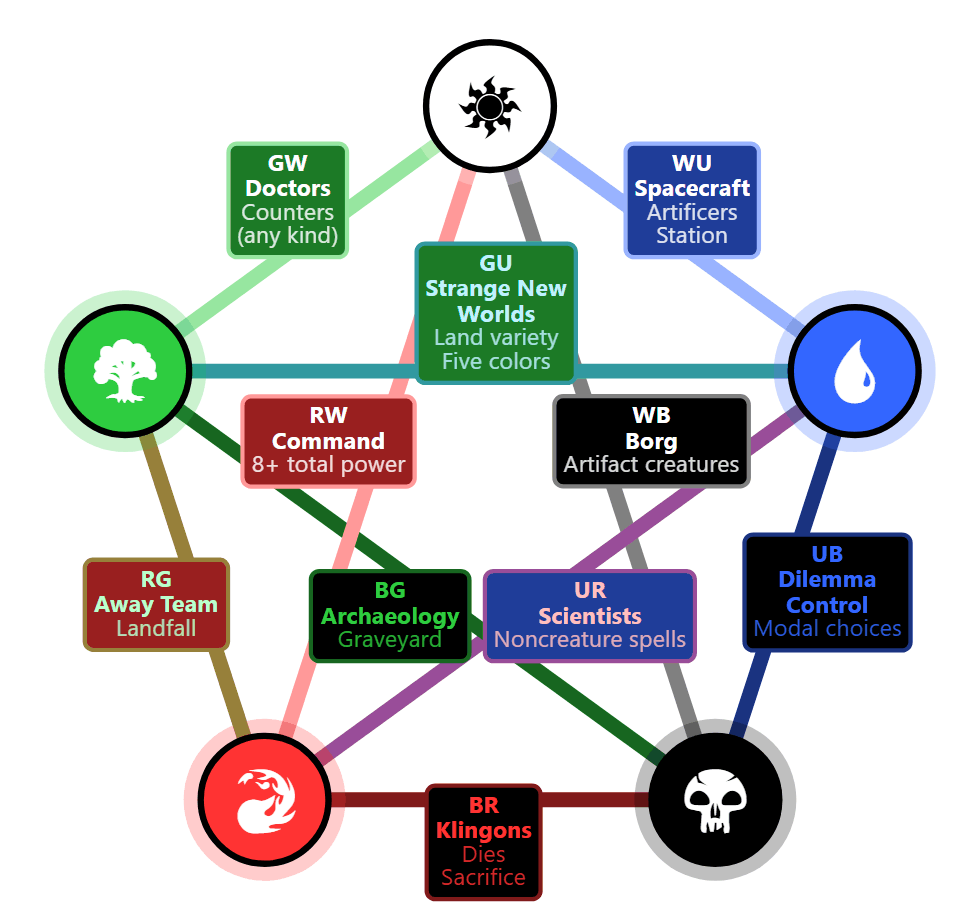 GW
Doctors
Counters
(any kind)
WU
Spacecraft
Artificers
Station
GU
Strange New
Worlds
Land variety
Five colors
RW
Command
8+ total power
WB
Borg
Artifact creatures
RG
Away Team
Landfall
BG
Archaeology
Graveyard
UR
Scientists
Noncreature spells
UB
Dilemma
Control
Modal choices
BR
Klingons
Dies
Sacrifice